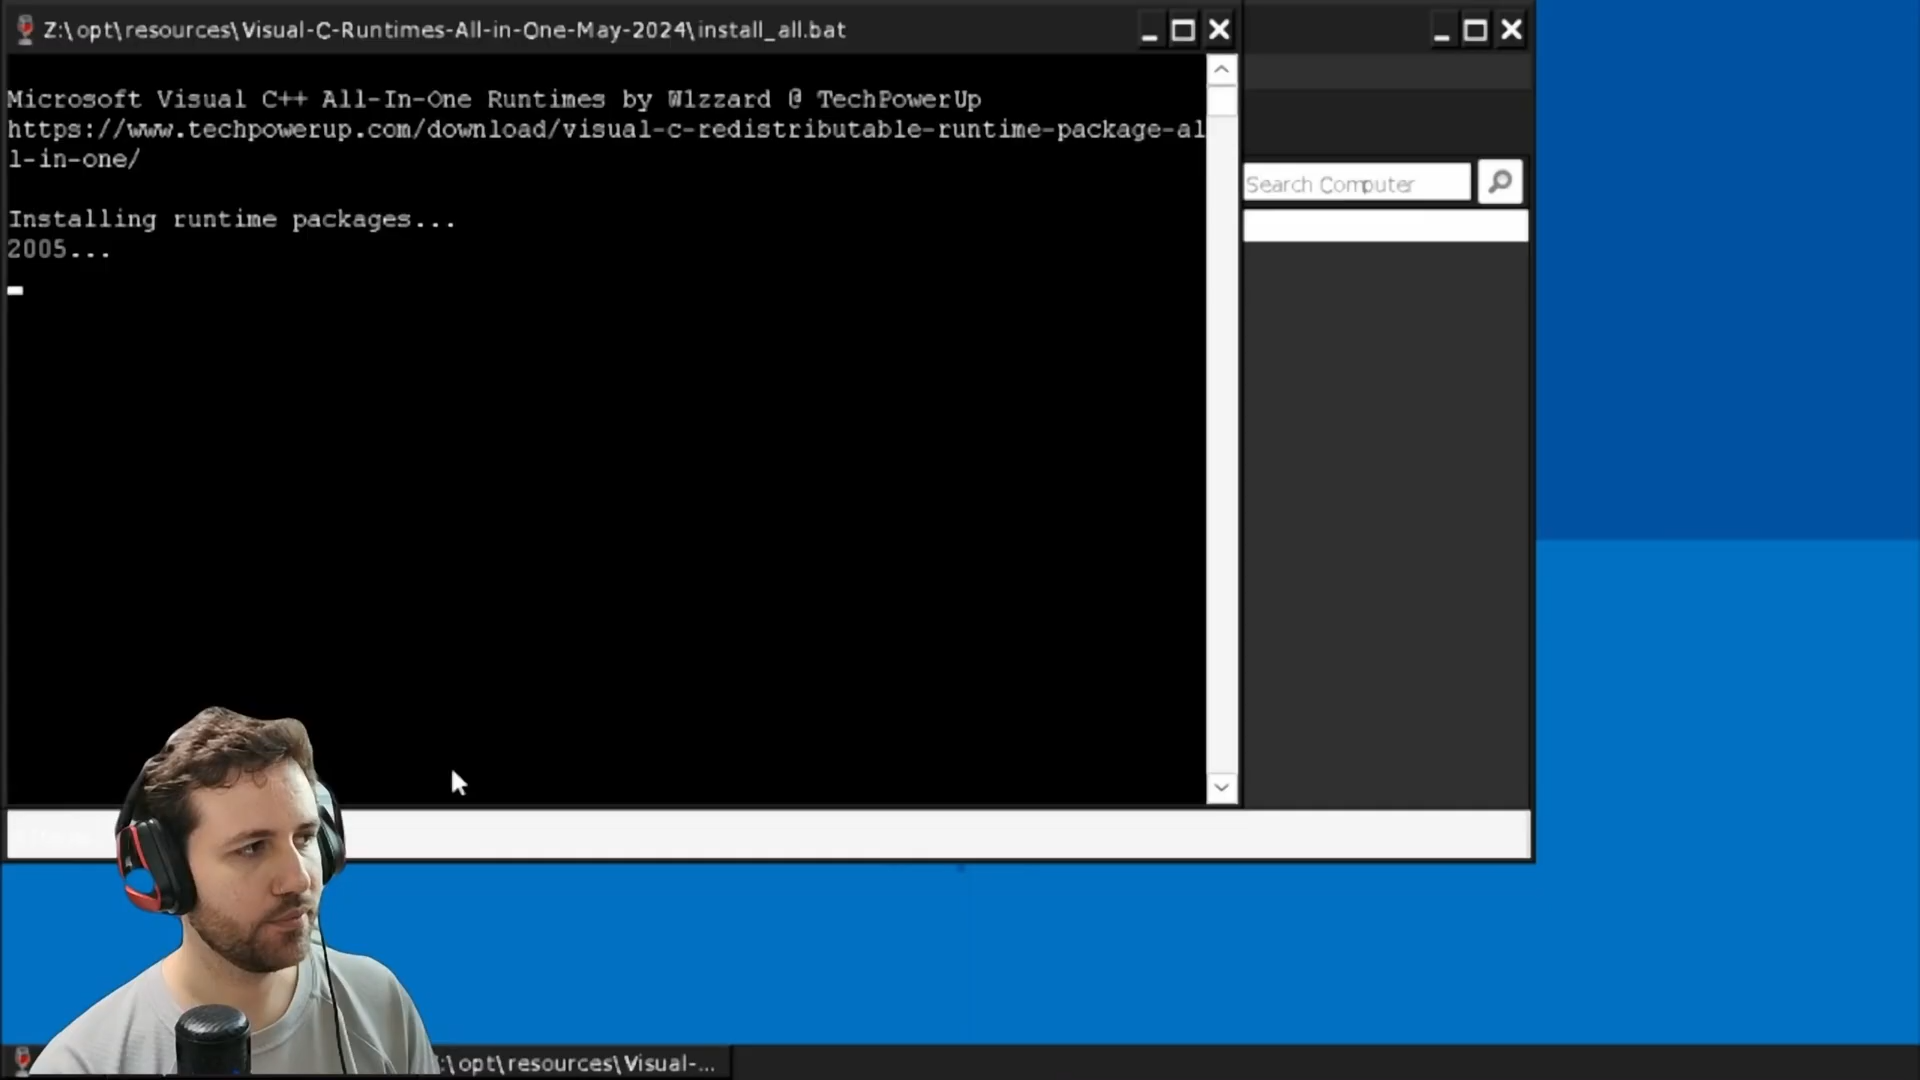 Z:\opt\resources\Visual-C-Runtimes-All-in-One-May-2024\install_all.bat
Microsoft Visual C++ All-In-One Runtimes by W1zzard @ TechPowerUp
https://www.techpowerup.com/download/visual-c-redistributable-runtime-package-al
l-in-one/
Search Computer
Installing runtime packages...
2005...
:\opt\resources\Visual-...